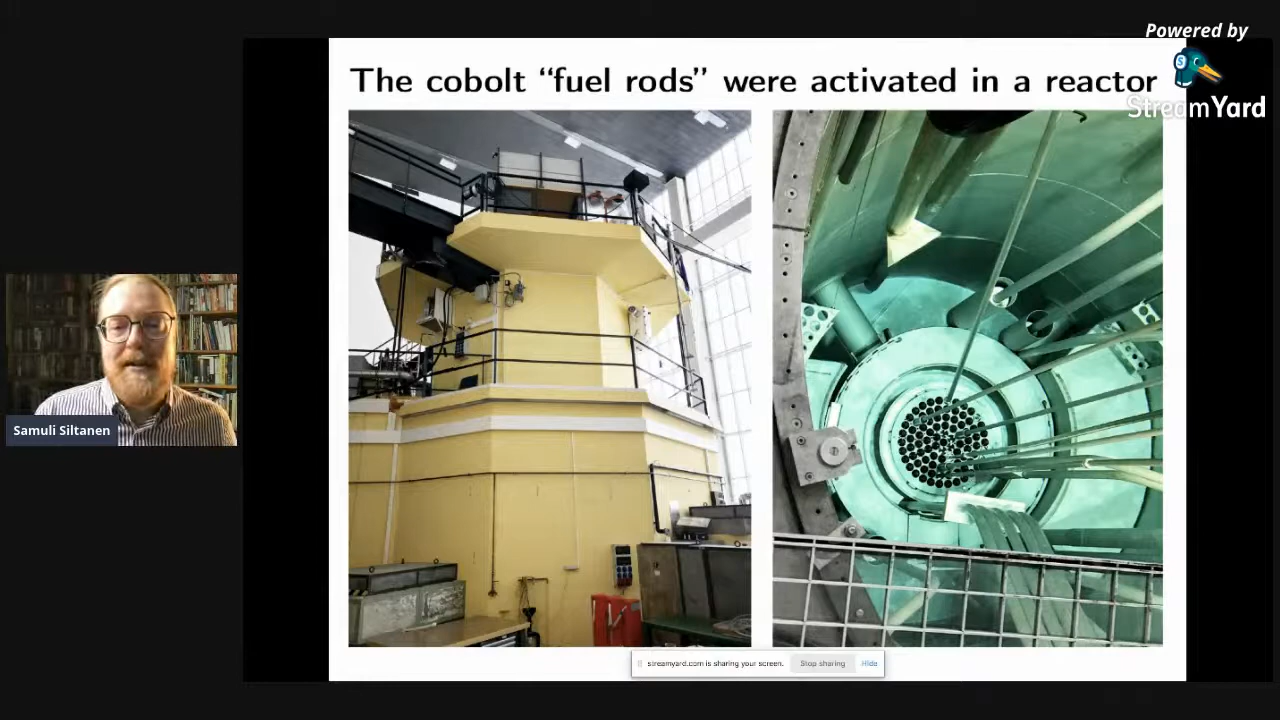 Powered by
StreamYard
The cobolt “fuel rods” were activated in a reactor
Samuli Siltanen
streamyard.com is sharing your screen.
Stop sharing
Hide